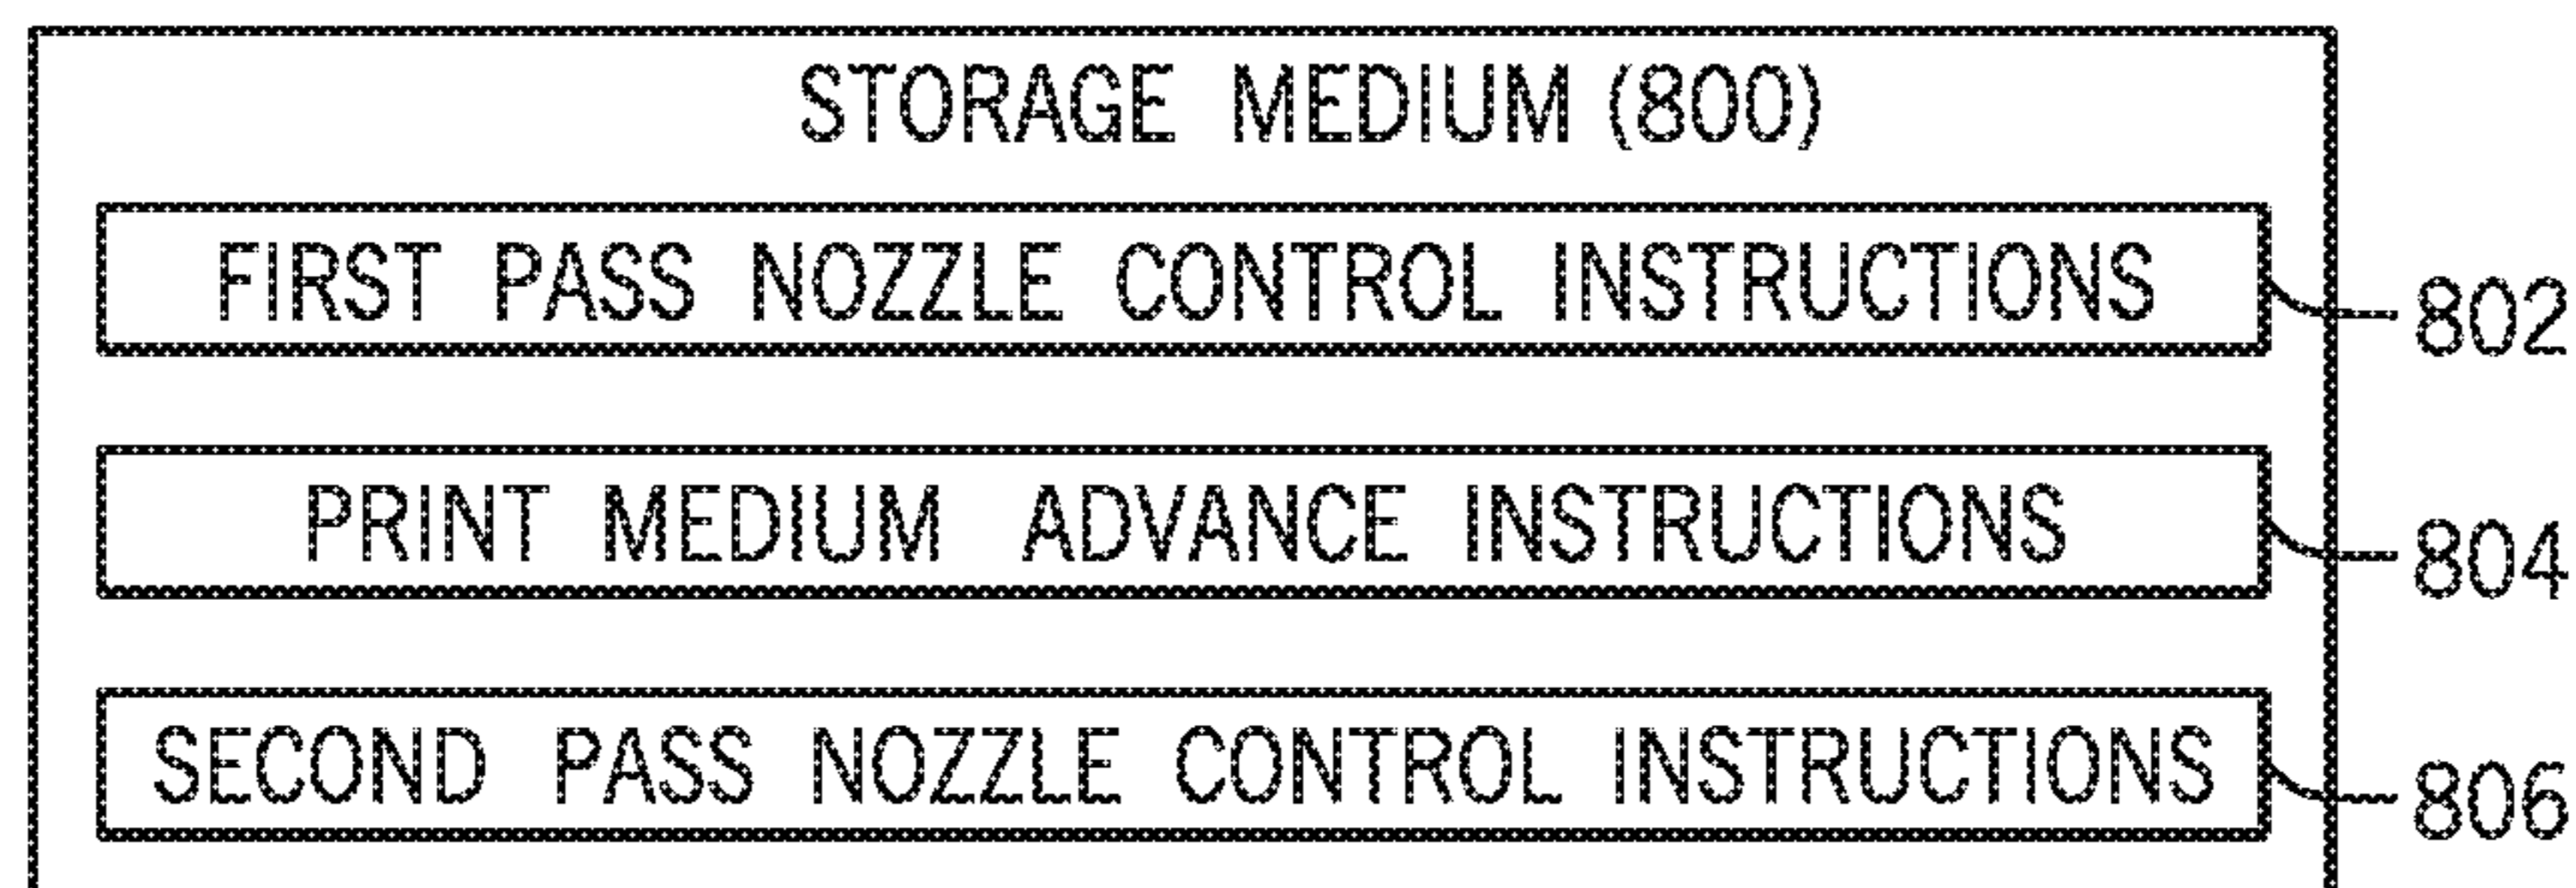 STORAGE MEDIUM (800)
FIRST PASS NOZZLE CONTROL INSTRUCTIONS
802
PRINT MEDIUM ADVANCE INSTRUCTIONS
804
SECOND PASS NOZZLE CONTROL INSTRUCTIONS
806